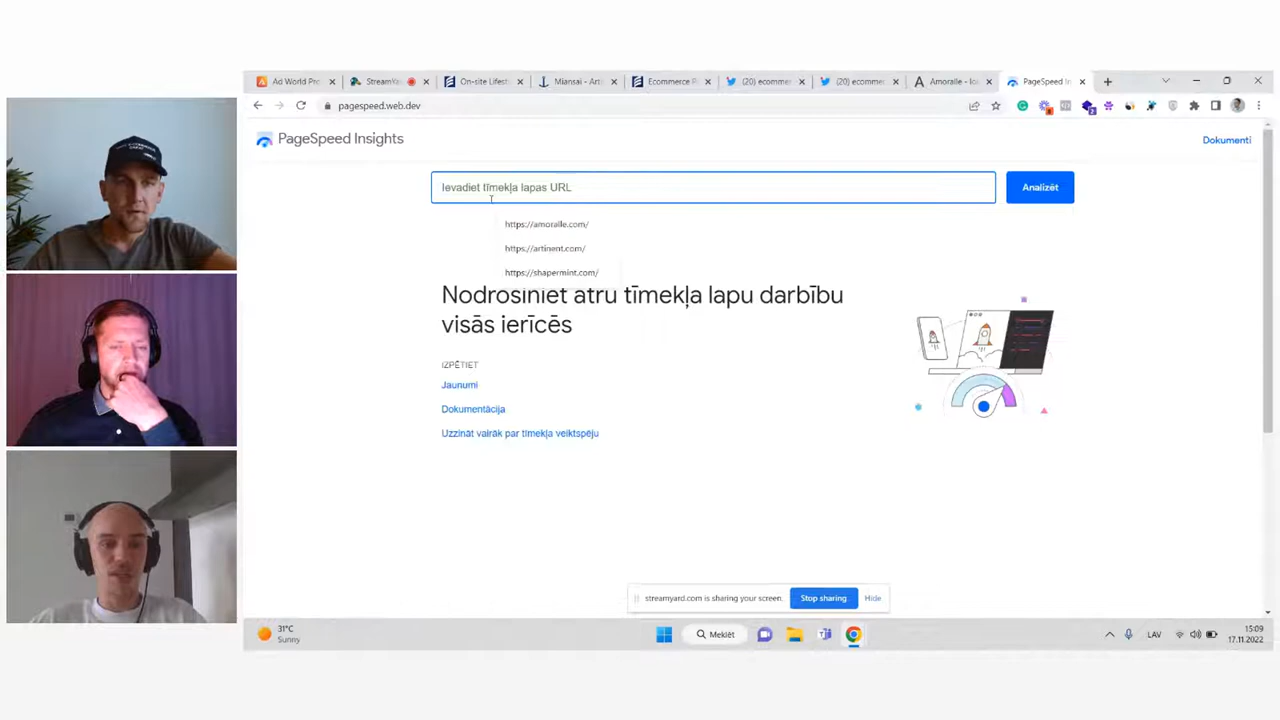 Ad World Pro
StreamYa
On-site Lifest
Miansai - Arti
Ecommerce P
(20) ecomme
(20) ecomme
Amoralle -
PageSpeed In
pagespeed.web.dev
PageSpeed Insights
Dokumenti
Ievadiet tīmekļa lapas URL
Analizēt
https://amoralle.com/
https://artinent.com/
https://shapermint.com/
Nodrošiniet ātru tīmekļa lapu darbību
visās ierīcēs
IZPĒTIET
Jaunumi
Dokumentācija
Uzzināt vairāk par tīmekļa veiktspēju
streamyard.com is sharing your screen.
Stop sharing
Hide
31°C
Sunny
Meklēt
LAV
15:09
17.11.2022